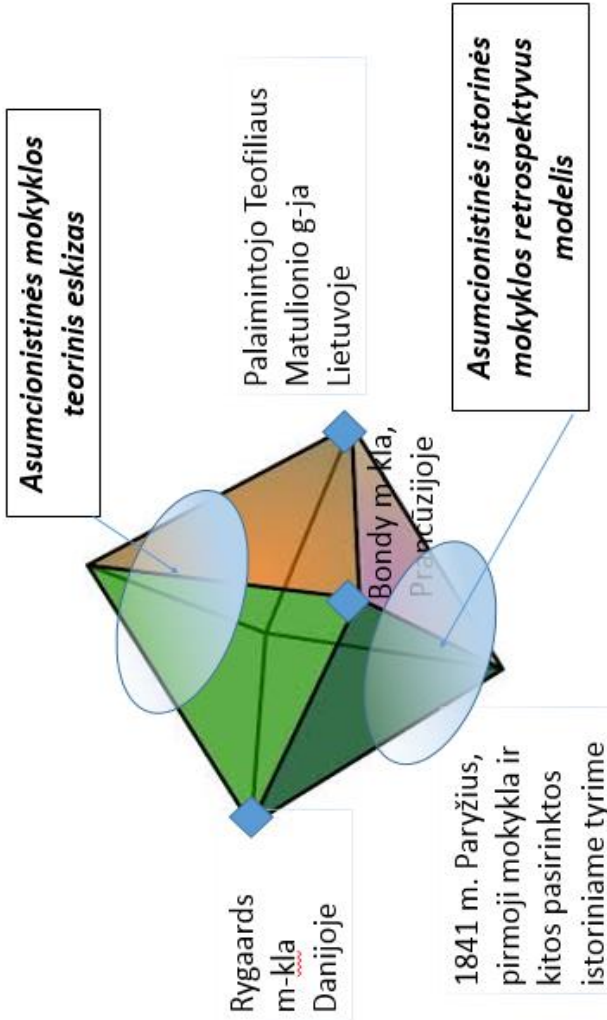 Asumcionistinės mokyklos
teorinis eskizas
Palaimintojo Teofiliaus
Matulionio g-ja
Lietuvoje
Rygaards
m-kla
Danijoje
Bondy m-kla,
Prancūzijoje
1841 m. Paryžius,
pirmoji mokykla ir
kitos pasirinktos
istoriniame tyrime
Asumcionistinės istorinės
mokyklos retrospektyvus
modelis